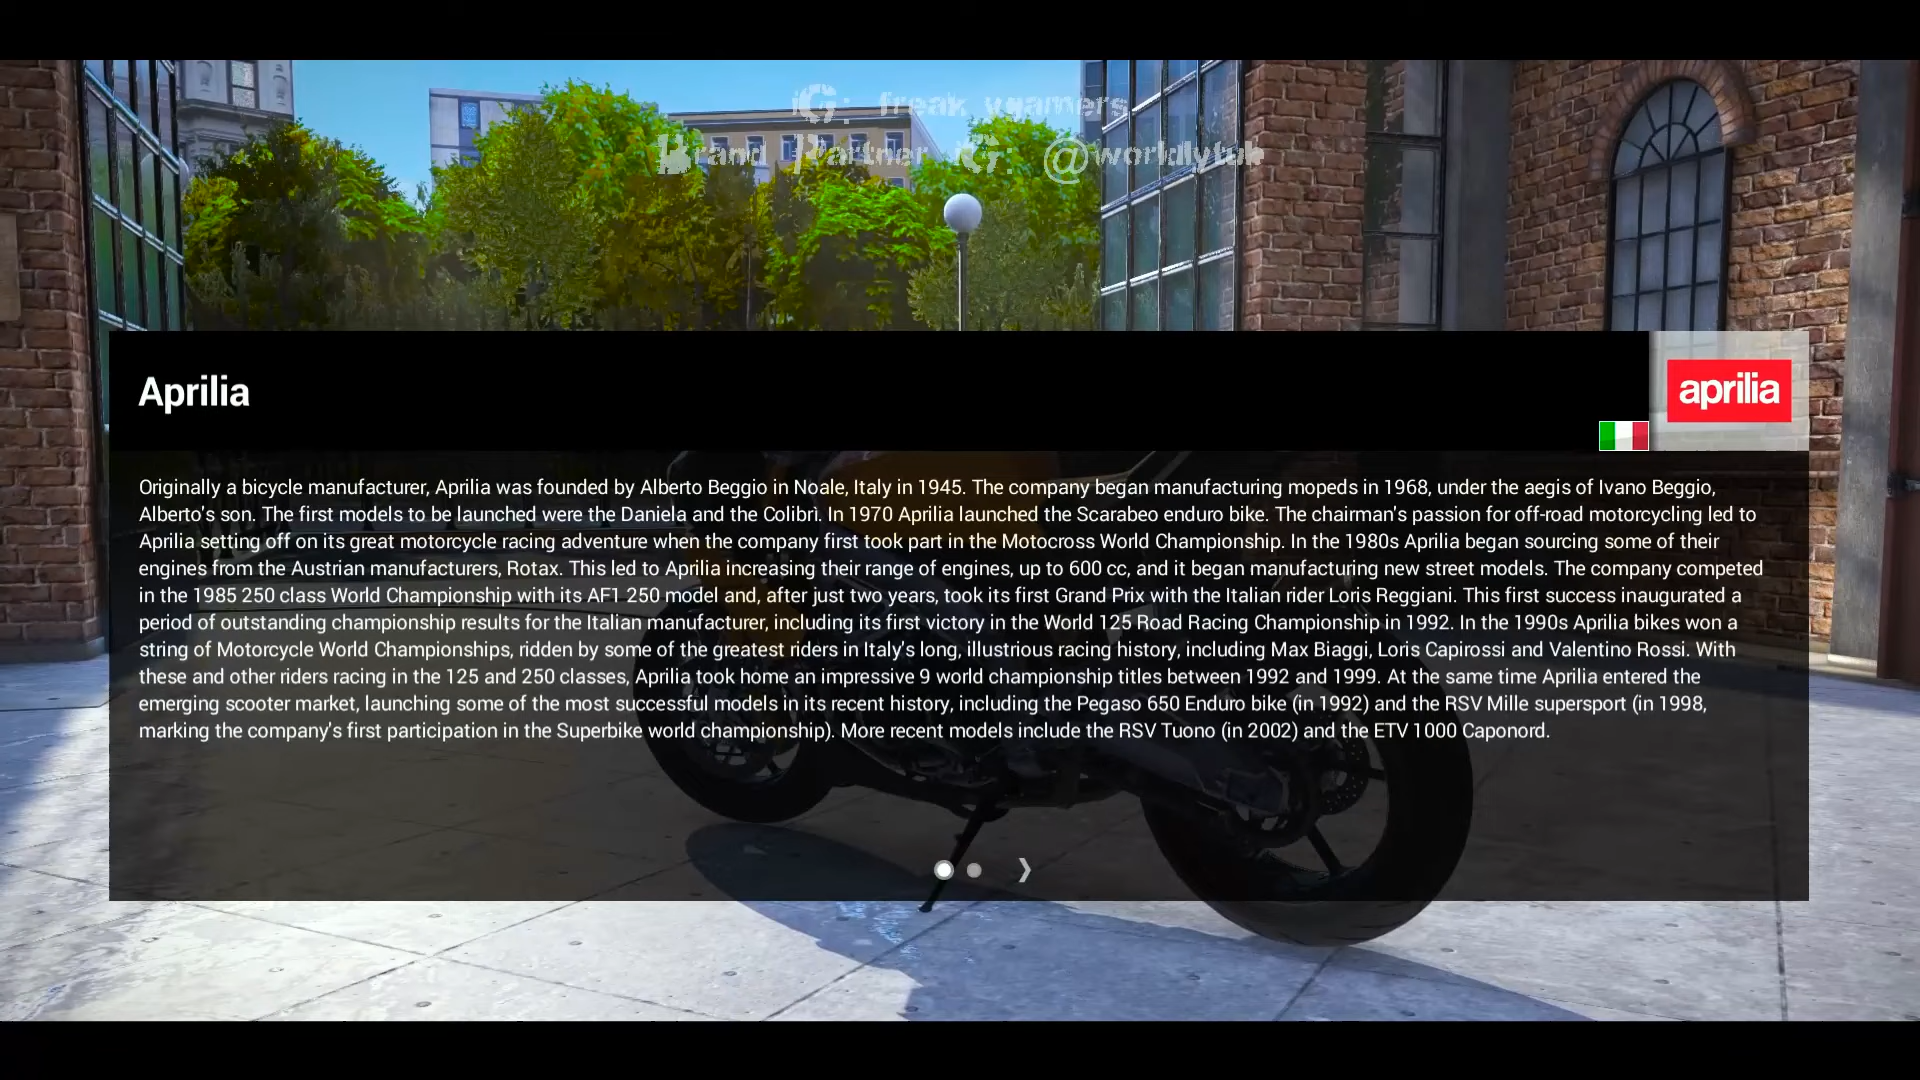 iG: freak_vgamers
Brand Partner iG: @worldlytub
Aprilia
aprilia
Originally a bicycle manufacturer, Aprilia was founded by Alberto Beggio in Noale, Italy in 1945. The company began manufacturing mopeds in 1968, under the aegis of Ivano Beggio,
Alberto's son. The first models to be launched were the Daniela and the Colibrì. In 1970 Aprilia launched the Scarabeo enduro bike. The chairman's passion for off-road motorcycling led to
Aprilia setting off on its great motorcycle racing adventure when the company first took part in the Motocross World Championship. In the 1980s Aprilia began sourcing some of their
engines from the Austrian manufacturers, Rotax. This led to Aprilia increasing their range of engines, up to 600 cc, and it began manufacturing new street models. The company competed
in the 1985 250 class World Championship with its AF1 250 model and, after just two years, took its first Grand Prix with the Italian rider Loris Reggiani. This first success inaugurated a
period of outstanding championship results for the Italian manufacturer, including its first victory in the World 125 Road Racing Championship in 1992. In the 1990s Aprilia bikes won a
string of Motorcycle World Championships, ridden by some of the greatest riders in Italy's long, illustrious racing history, including Max Biaggi, Loris Capirossi and Valentino Rossi. With
these and other riders racing in the 125 and 250 classes, Aprilia took home an impressive 9 world championship titles between 1992 and 1999. At the same time Aprilia entered the
emerging scooter market, launching some of the most successful models in its recent history, including the Pegaso 650 Enduro bike (in 1992) and the RSV Mille supersport (in 1998,
marking the company's first participation in the Superbike world championship). More recent models include the RSV Tuono (in 2002) and the ETV 1000 Caponord.